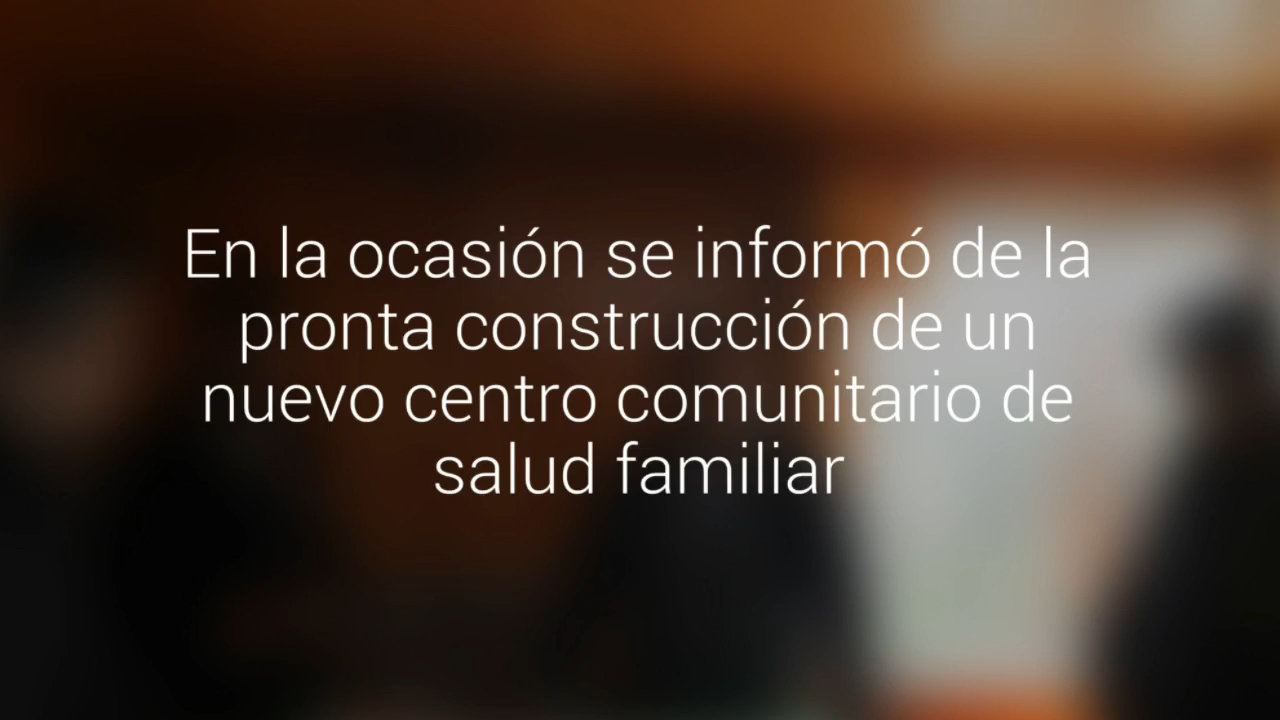 En la ocasión se informó de la
pronta construcción de un
nuevo centro comunitario de
salud familiar